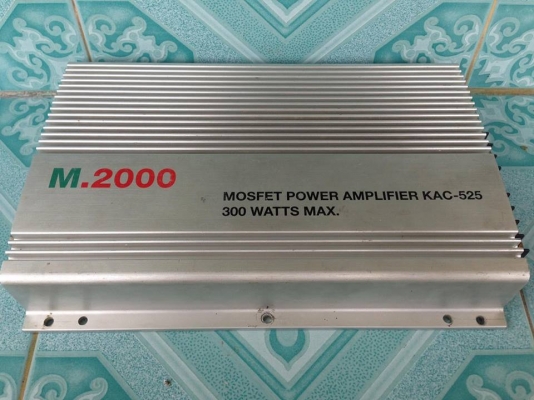 M.2000
MOSFET POWER AMPLIFIER KAC-525
300 WATTS MAX.